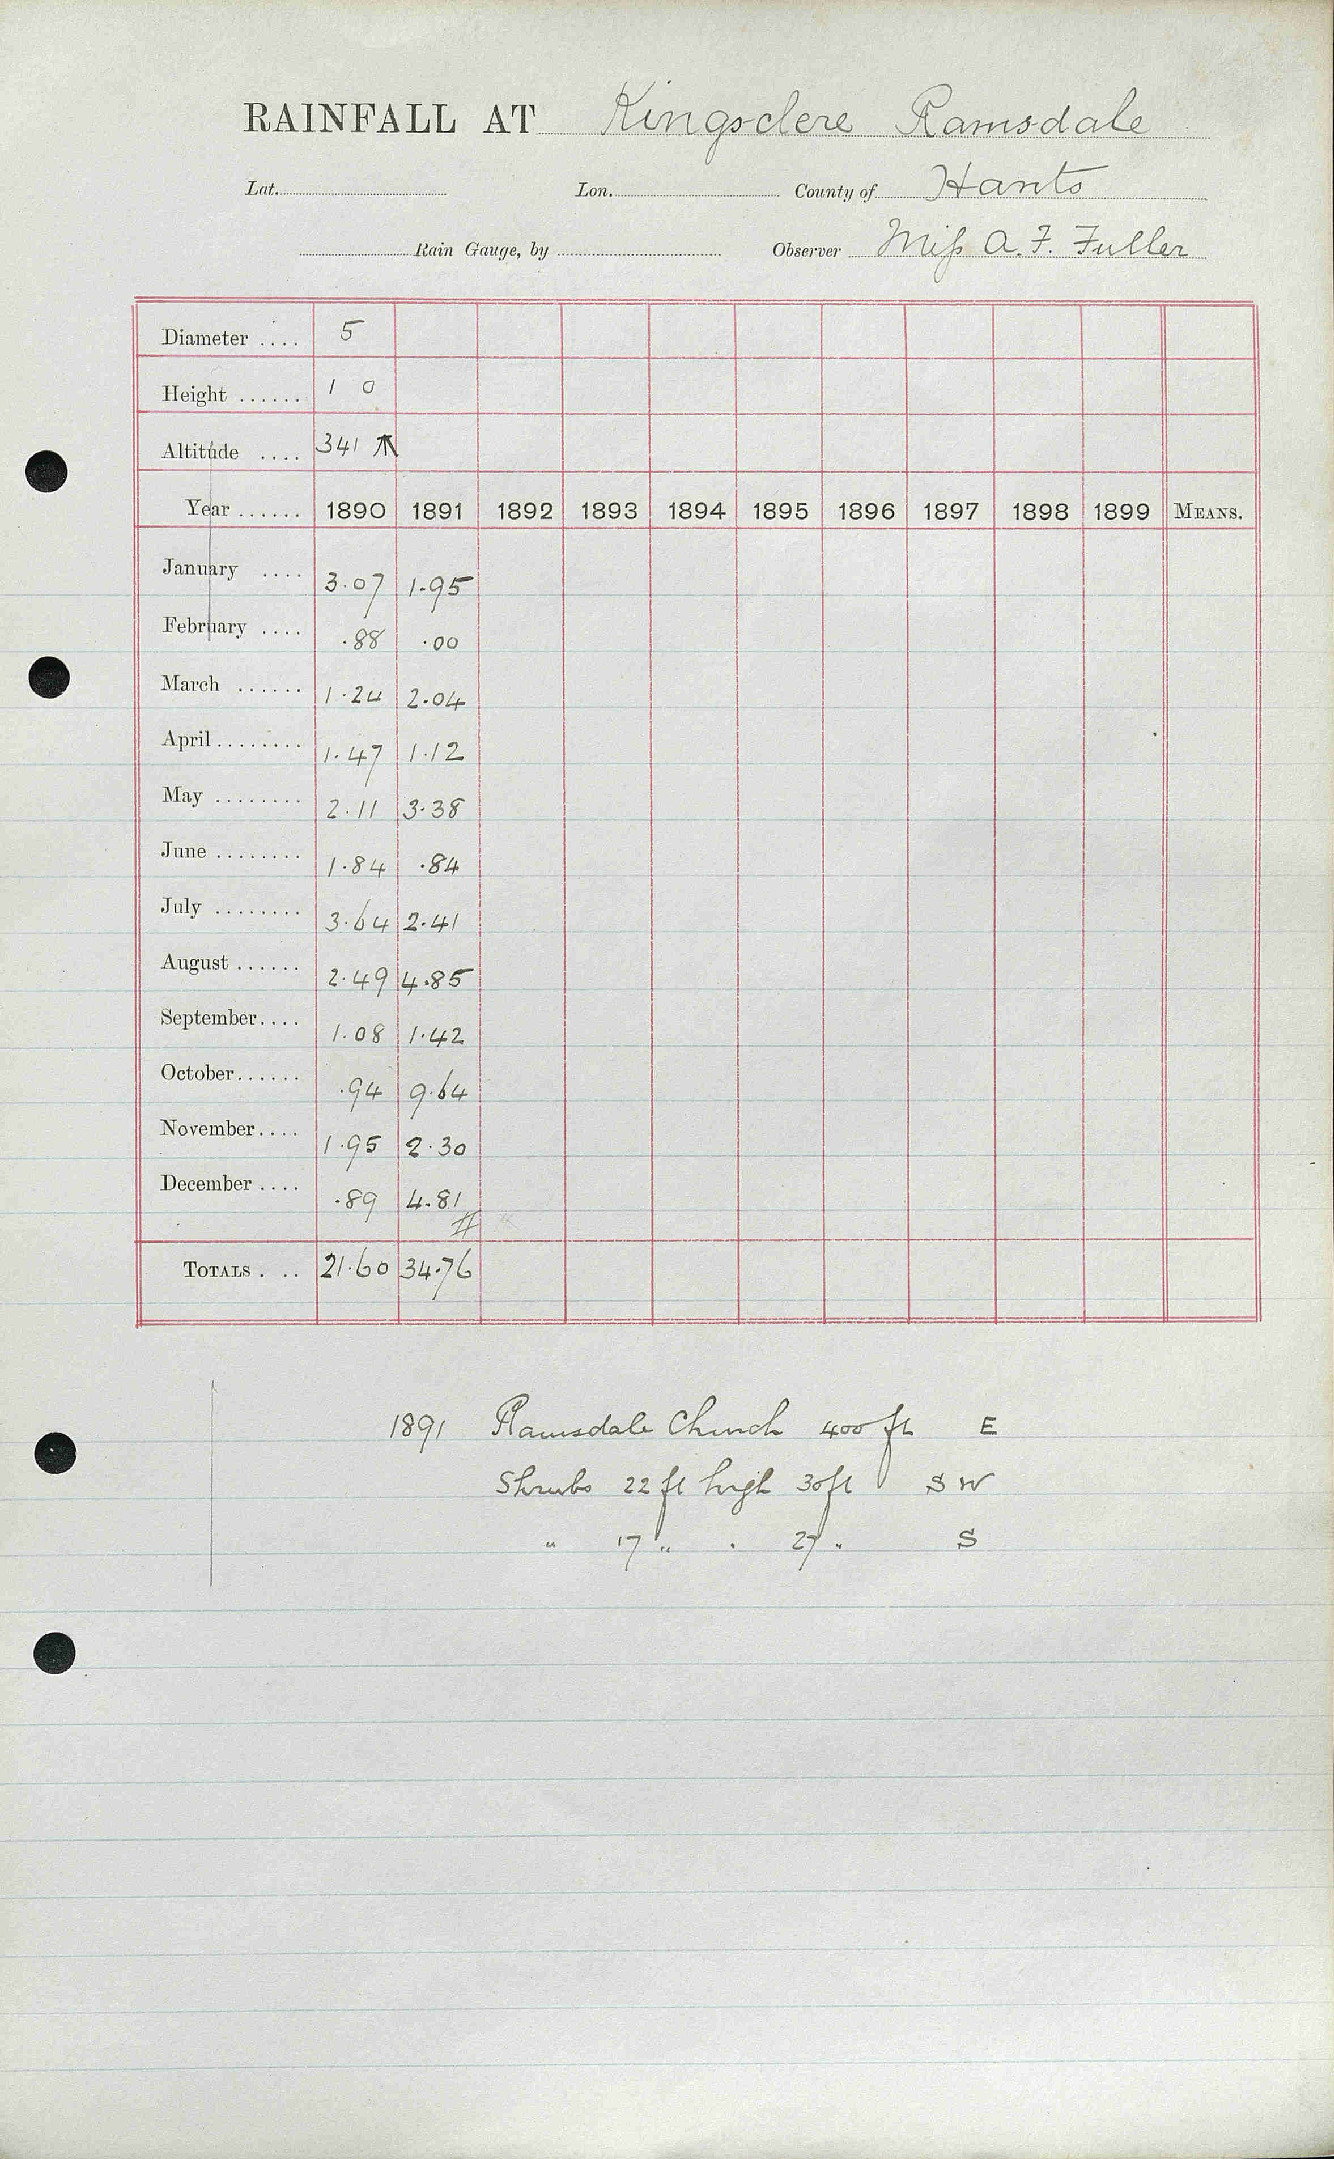 RAINFALL AT Kingsclere Ramsdale
Lat. Lon. County of Hants
Rain Gauge, by Observer Miss A. F. Fuller
Diameter .... 5
Height ...... 1 0
Altitude .... 341
Year ...... 1890 1891 1892 1893 1894 1895 1896 1897 1898 1899 MEANS.
January .... 3.07 1.95
February .... .88 .00
March ...... 1.24 2.04
April ........ 1.47 1.12
May ........ 2.11 3.38
June ........ 1.84 .84
July ........ 3.64 2.41
August ...... 2.49 4.85
September.... 1.08 1.42
October...... .94 9.64
November.... 1.95 2.30
December .... .89 4.81
TOTALS . .. 21.60 34.76
1891 Ramsdale Church 400 ft E
Shrubs 22 ft high 30 ft S W
" 17 " " 27 " S